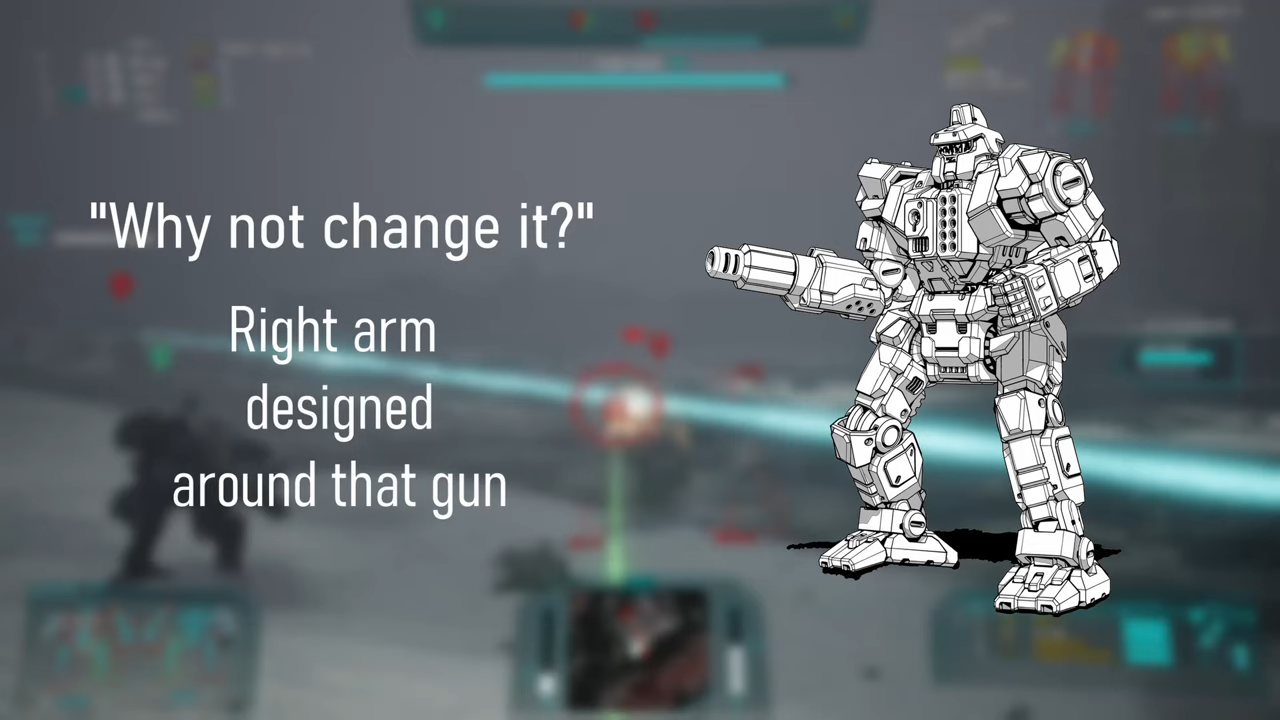 "Why not change it?"
Right arm
designed
around that gun